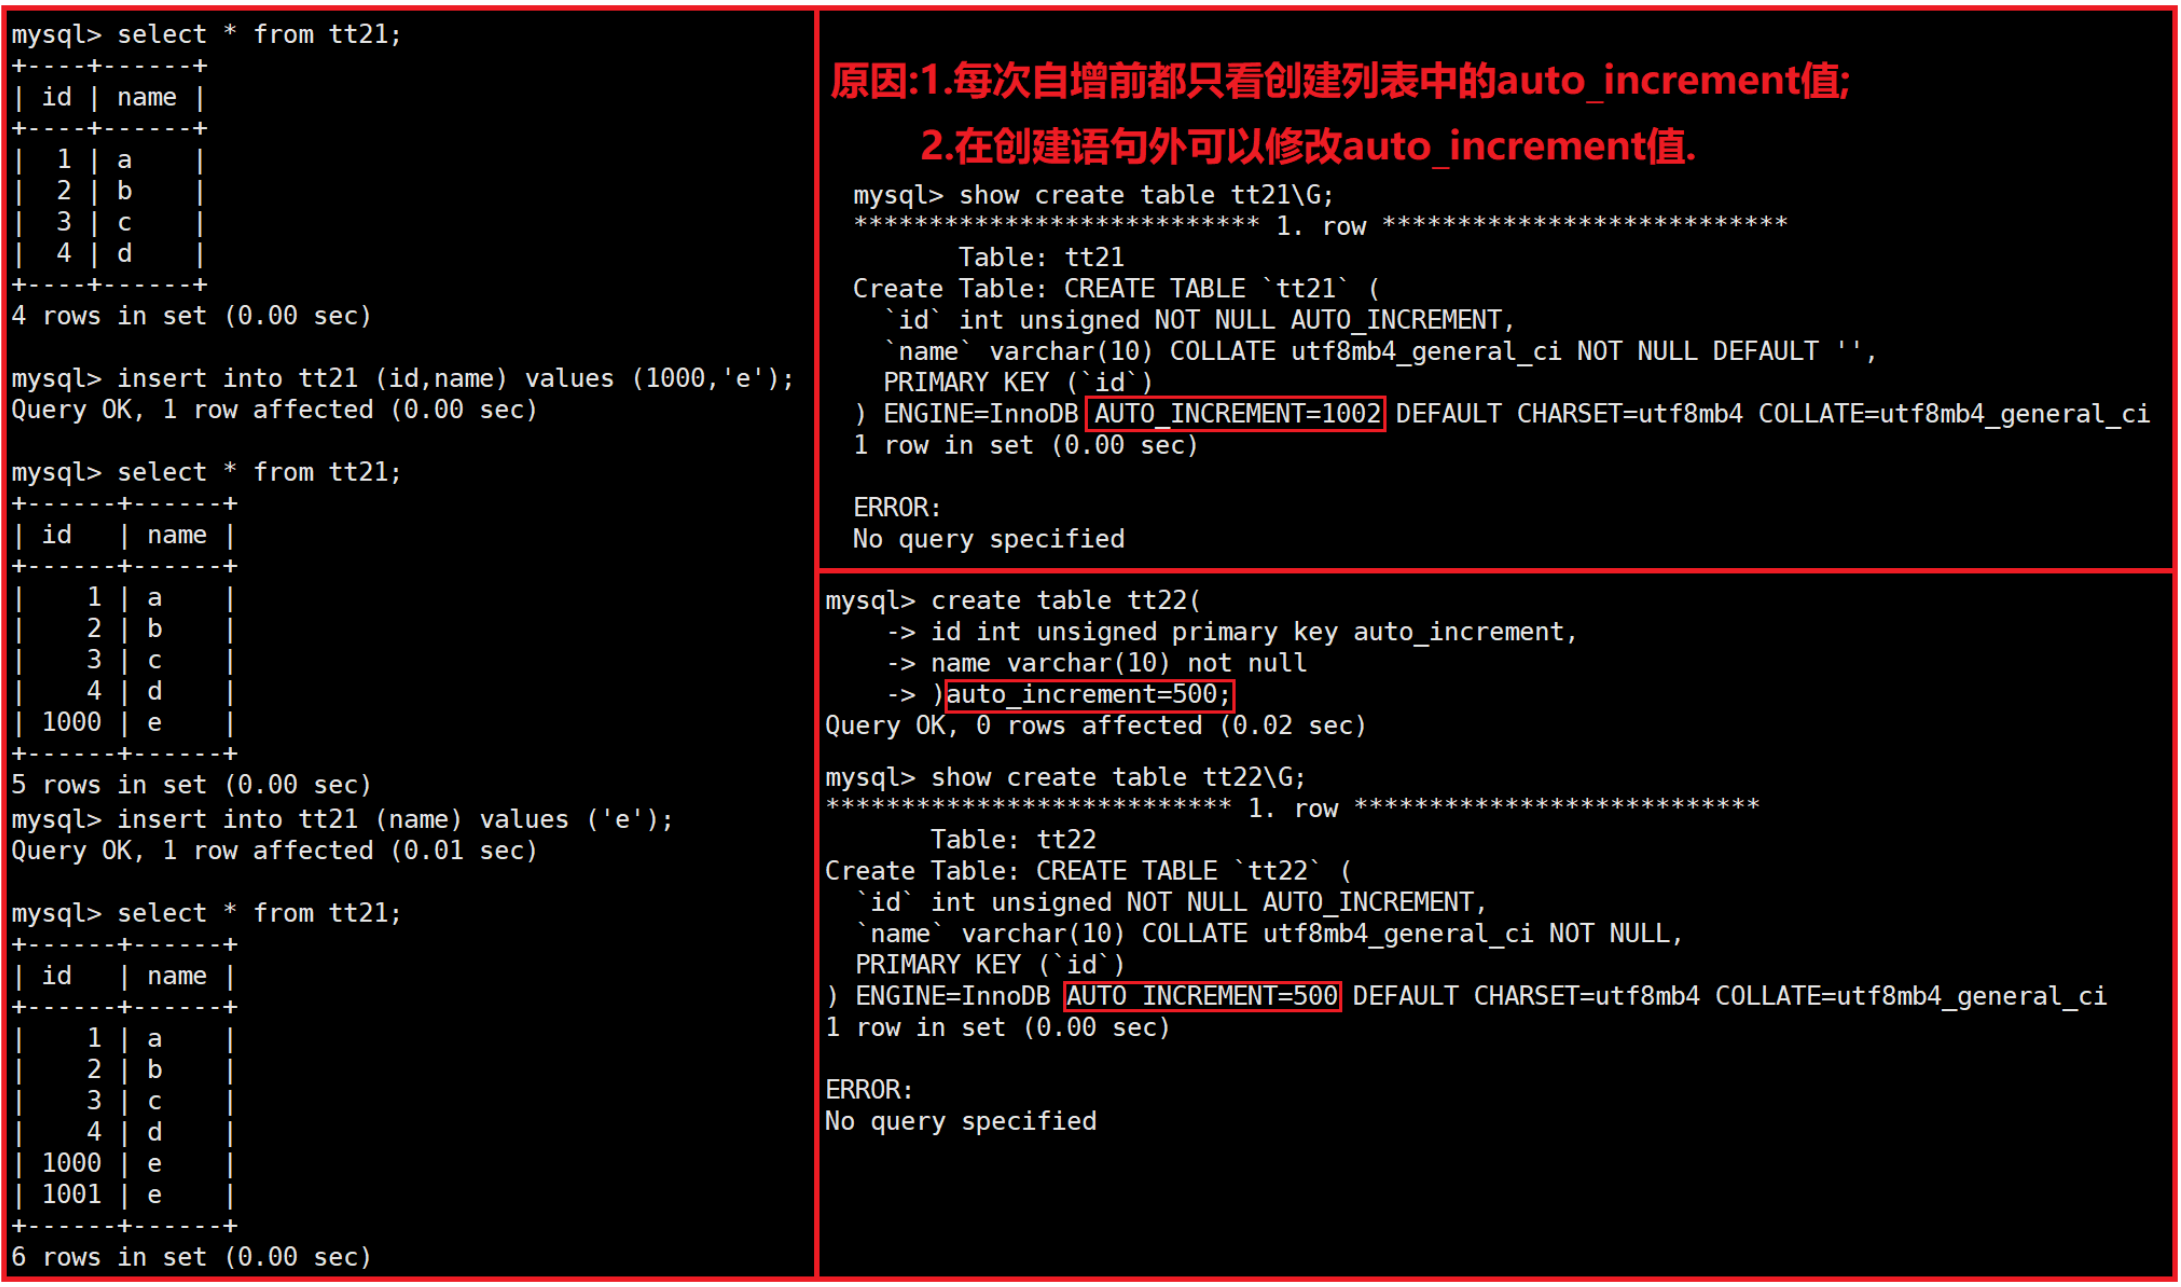 mysql> select * from tt21;
+----+------+
| id | name |
+----+------+
|  1 | a    |
|  2 | b    |
|  3 | c    |
|  4 | d    |
+----+------+
4 rows in set (0.00 sec)
mysql> insert into tt21 (id,name) values (1000,'e');
Query OK, 1 row affected (0.00 sec)
mysql> select * from tt21;
+------+------+
| id   | name |
+------+------+
|    1 | a    |
|    2 | b    |
|    3 | c    |
|    4 | d    |
| 1000 | e    |
+------+------+
5 rows in set (0.00 sec)
mysql> insert into tt21 (name) values ('e');
Query OK, 1 row affected (0.01 sec)
mysql> select * from tt21;
+------+------+
| id   | name |
+------+------+
|    1 | a    |
|    2 | b    |
|    3 | c    |
|    4 | d    |
| 1000 | e    |
| 1001 | e    |
+------+------+
6 rows in set (0.00 sec)
原因:1.每次自增前都只看创建列表中的auto_increment值;
2.在创建语句外可以修改auto_increment值.
mysql> show create table tt21\G;
*************************** 1. row ***************************
       Table: tt21
Create Table: CREATE TABLE `tt21` (
  `id` int unsigned NOT NULL AUTO_INCREMENT,
  `name` varchar(10) COLLATE utf8mb4_general_ci NOT NULL DEFAULT '',
  PRIMARY KEY (`id`)
) ENGINE=InnoDB AUTO_INCREMENT=1002 DEFAULT CHARSET=utf8mb4 COLLATE=utf8mb4_general_ci
1 row in set (0.00 sec)
ERROR:
No query specified
mysql> create table tt22(
    -> id int unsigned primary key auto_increment,
    -> name varchar(10) not null
    -> )auto_increment=500;
Query OK, 0 rows affected (0.02 sec)
mysql> show create table tt22\G;
*************************** 1. row ***************************
       Table: tt22
Create Table: CREATE TABLE `tt22` (
  `id` int unsigned NOT NULL AUTO_INCREMENT,
  `name` varchar(10) COLLATE utf8mb4_general_ci NOT NULL,
  PRIMARY KEY (`id`)
) ENGINE=InnoDB AUTO_INCREMENT=500 DEFAULT CHARSET=utf8mb4 COLLATE=utf8mb4_general_ci
1 row in set (0.00 sec)
ERROR:
No query specified